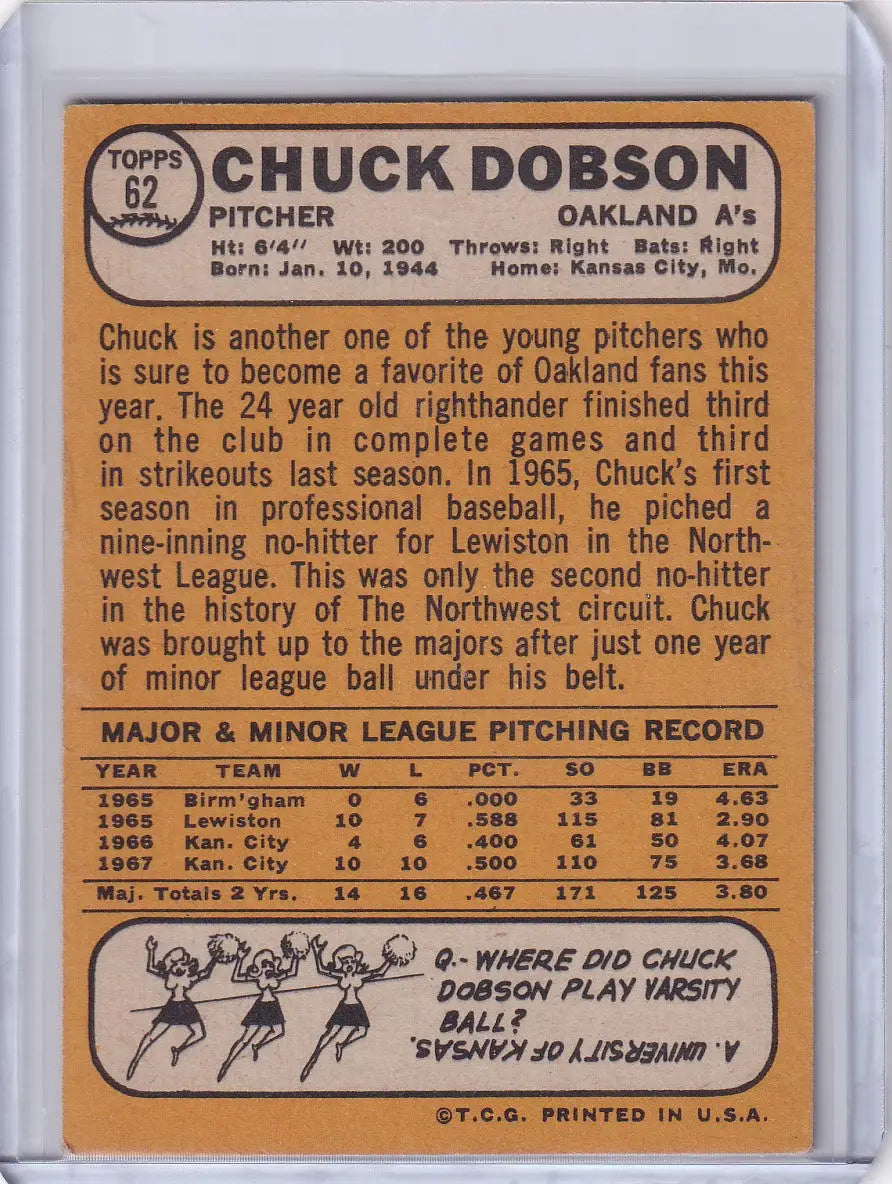 TOPPS
62
CHUCK DOBSON
PITCHER OAKLAND A's
Ht: 6'4" Wt: 200 Throws: Right Bats: Right
Born: Jan. 10, 1944 Home: Kansas City, Mo.
Chuck is another one of the young pitchers who
is sure to become a favorite of Oakland fans this
year. The 24 year old righthander finished third
on the club in complete games and third
in strikeouts last season. In 1965, Chuck's first
season in professional baseball, he piched a
nine-inning no-hitter for Lewiston in the North-
west League. This was only the second no-hitter
in the history of The Northwest circuit. Chuck
was brought up to the majors after just one year
of minor league ball under his belt.
MAJOR & MINOR LEAGUE PITCHING RECORD
YEAR TEAM W L PCT. SO BB ERA
1965 Birm'gham 0 6 .000 33 19 4.63
1965 Lewiston 10 7 .588 115 81 2.90
1966 Kan. City 4 6 .400 61 50 4.07
1967 Kan. City 10 10 .500 110 75 3.68
Maj. Totals 2 Yrs. 14 16 .467 171 125 3.80
Q.- WHERE DID CHUCK
DOBSON PLAY VARSITY
BALL?
A. UNIVERSITY OF KANSAS.
©T.C.G. PRINTED IN U.S.A.